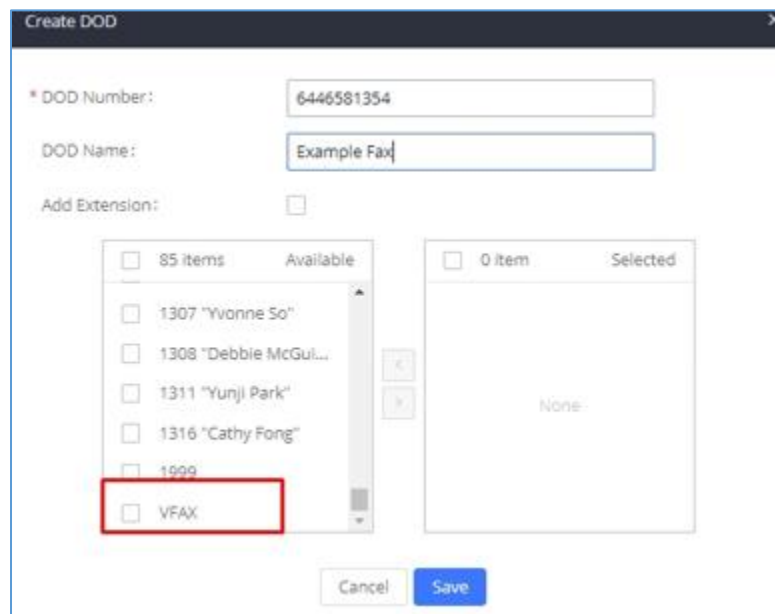 Create DOD
* DOD Number: 6446581354
DOD Name: Example Fax
Add Extension:
85 items Available 0 item Selected
1307 "Yvonne So"
1308 "Debbie McGui...
1311 "Yunji Park"
1316 "Cathy Fong"
None
1999
VFAX
Cancel Save